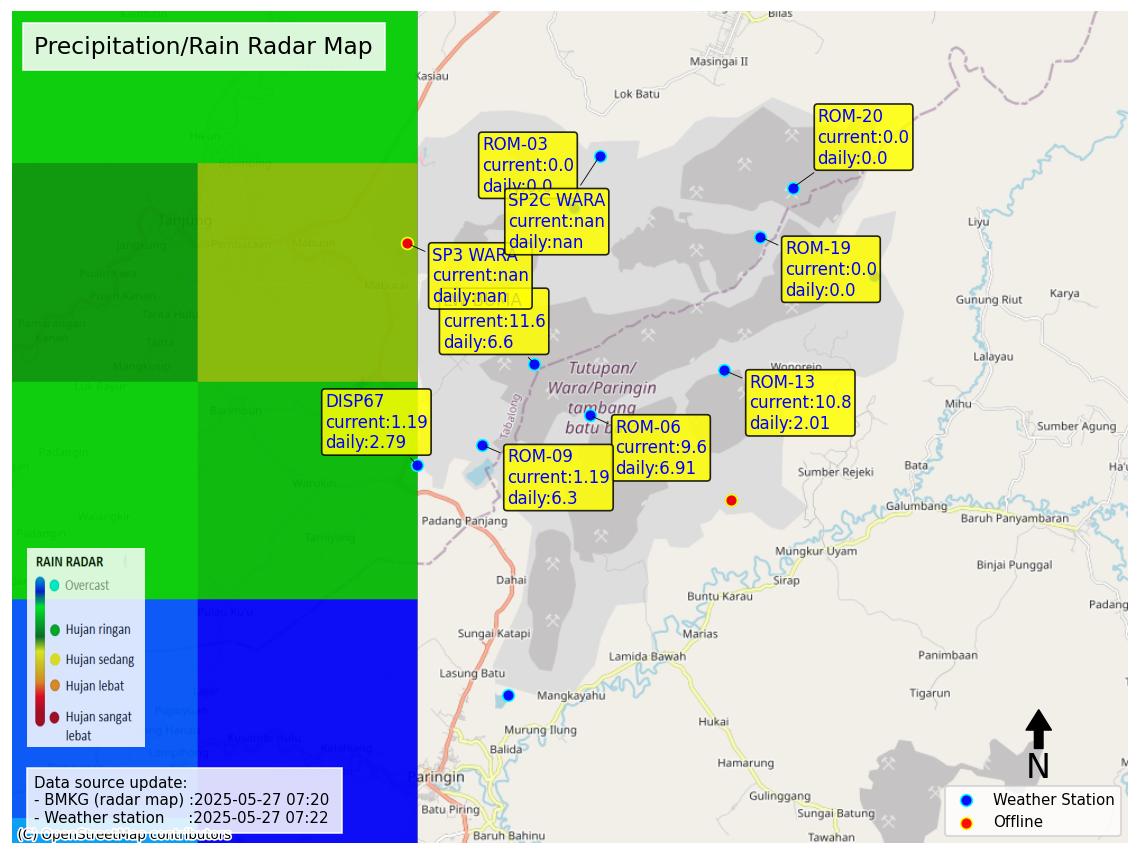 Precipitation/Rain Radar Map
Bilas
Masingai II
Kasiau
Lok Batu
ROM-20
current:0.0
daily:0.0
ROM-03
current:0.0
daily:0.0
SP2C WARA
current:nan
daily:nan
Tanjung
Liyu
ROM-19
current:0.0
daily:0.0
SP3 WARA
current:nan
daily:nan
Mabuun
Gunung Riut
Karya
current:11.6
daily:6.6
Lalayau
Tutupan/
Wara/Paringin
tambang
batu
Wonorejo
ROM-13
current:10.8
daily:2.01
Tabalong
DISP67
current:1.19
daily:2.79
Mihu
ROM-06
current:9.6
daily:6.91
Sumber Agung
ROM-09
current:1.19
daily:6.3
Sumber Rejeki
Bata
Galumbang
Baruh Panyambaran
Padang Panjang
Mungkur Uyam
Binjai Punggal
Dahai
Sirap
Buntu Karau
Padang
RAIN RADAR
Overcast
Hujan ringan
Hujan sedang
Hujan lebat
Hujan sangat
lebat
Sungai Katapi
Marias
Lamida Bawah
Panimbaan
Lasung Batu
Mangkayahu
Tigarun
Murung Ilung
Hukai
Balida
Hamarung
N
Paringin
Data source update:
- BMKG (radar map) :2025-05-27 07:20
- Weather station :2025-05-27 07:22
(C) OpenStreetMap contributors
Batu Piring
Gulinggang
Sungai Batung
Baruh Bahinu
Tawahan
Weather Station
Offline